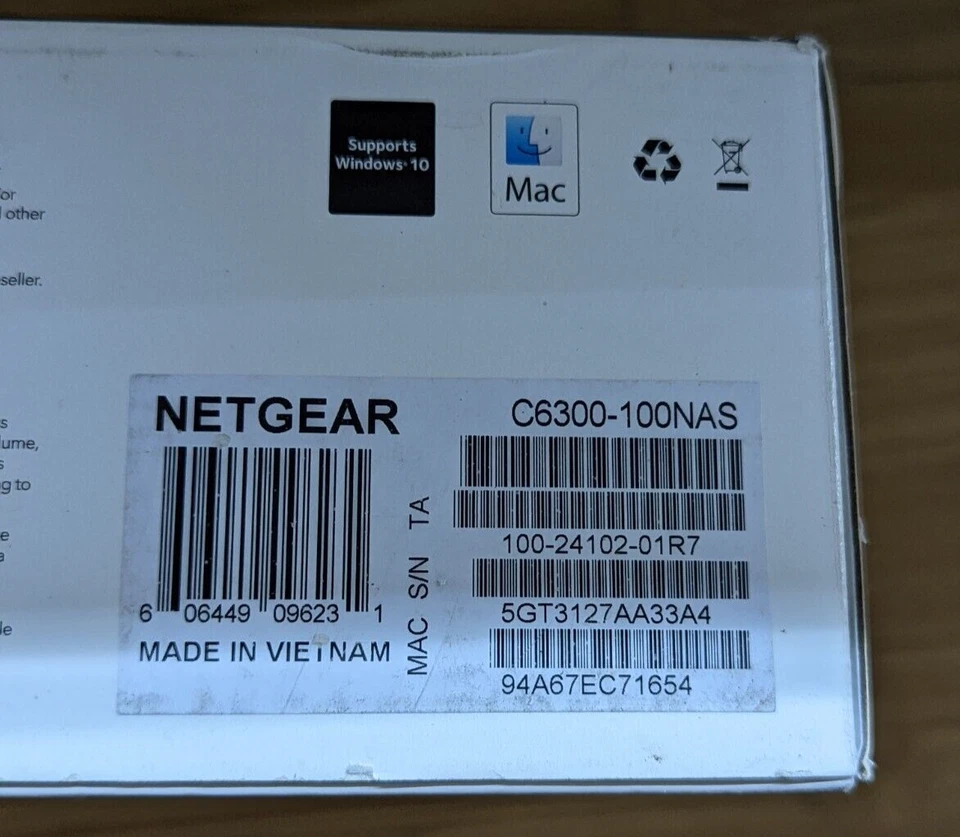 Supports
Windows® 10
Mac
or
other
seller.
s
lume,
s
g to
e
a
le
NETGEAR
6 06449 09623 1
MADE IN VIETNAM
MAC S/N TA
C6300-100NAS
100-24102-01R7
5GT3127AA33A4
94A67EC71654